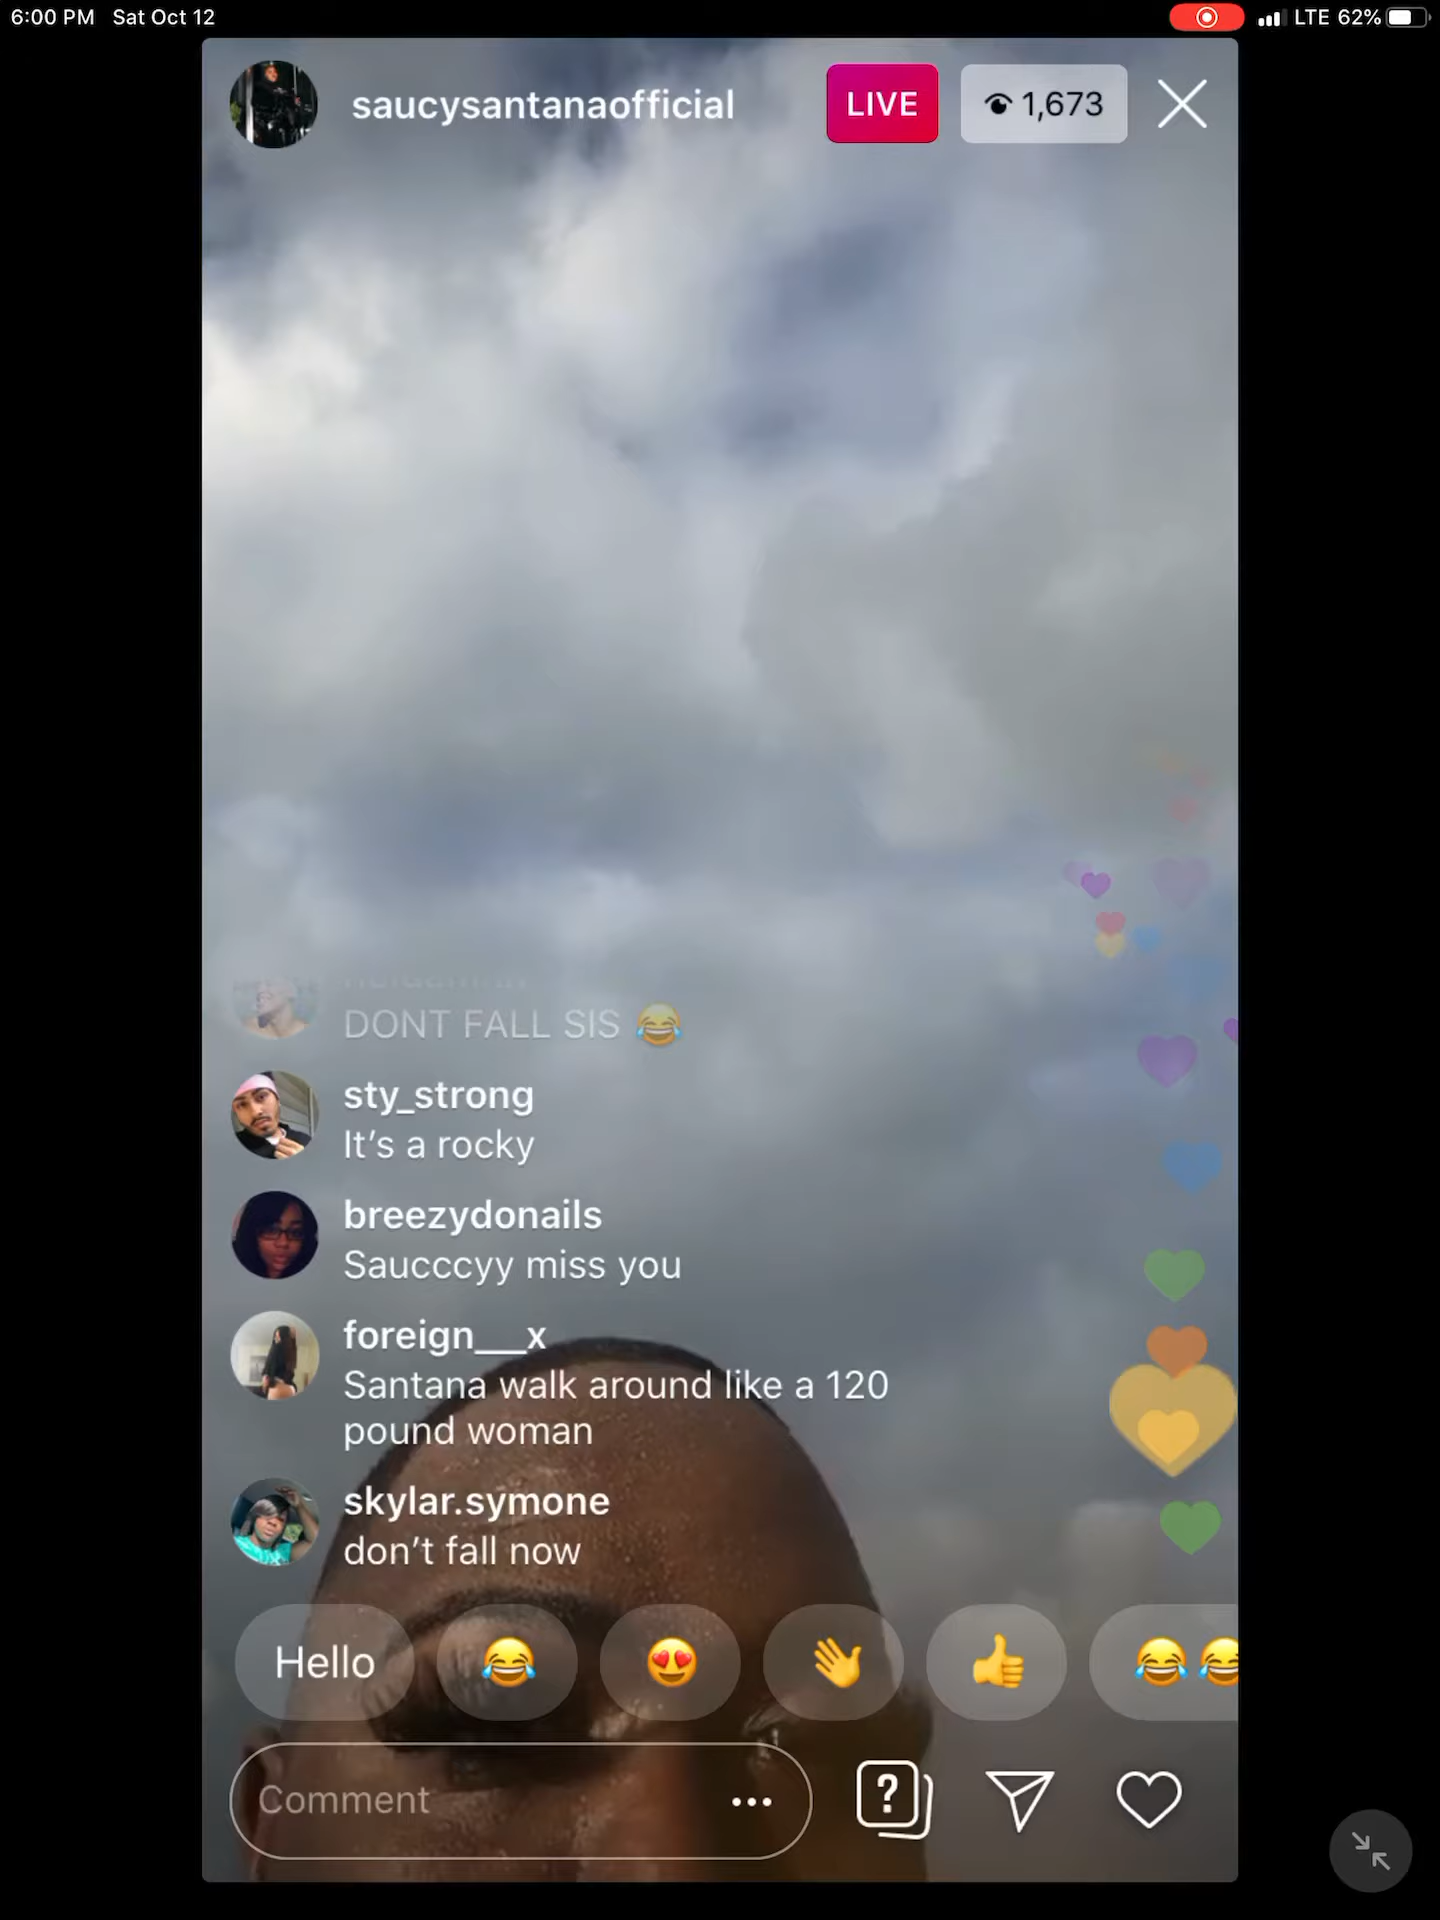 6:00 PM Sat Oct 12
LTE 62%
saucysantanaofficial
LIVE
1,673
DONT FALL SIS 😂
sty_strong
It’s a rocky
breezydonails
Saucccyy miss you
foreign___x
Santana walk around like a 120
pound woman
skylar.symone
don’t fall now
Hello 😂 😍 👋 👍 😂😂
Comment
?